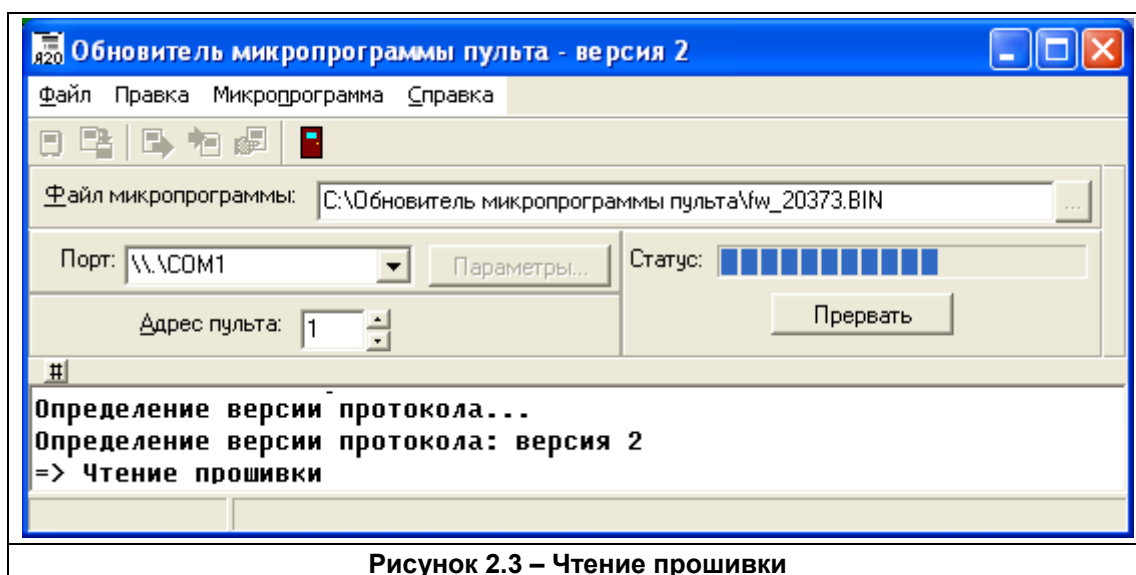 Я20 Обновитель микропрограммы пульта - версия 2
Файл Правка Микропрограмма Справка
Файл микропрограммы: C:\Обновитель микропрограммы пульта\fw_20373.BIN ...
Порт: \\.\COM1 Параметры... Статус:
Прервать
Адрес пульта: 1
#
Определение версии протокола...
Определение версии протокола: версия 2
=> Чтение прошивки
Рисунок 2.3 – Чтение прошивки